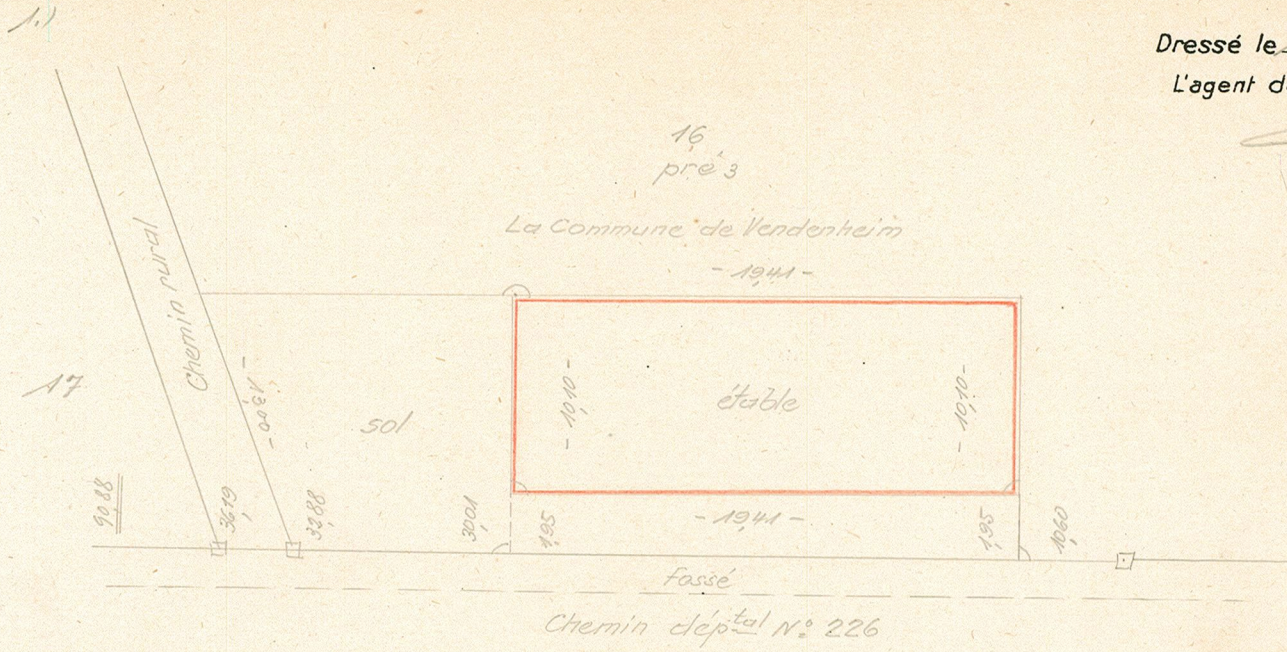 1.)
Dressé le
L'agent d
16
pré 3
La Commune de Vendenheim
- 19,41 -
Chemin rural
- 13,00 -
17
sol
- 10,10 -
étable
- 10,10 -
90,88
36,19
32,88
30,01
1,95
- 19,41 -
1,95
10,60
Fossé
Chemin dép.tal N° 226